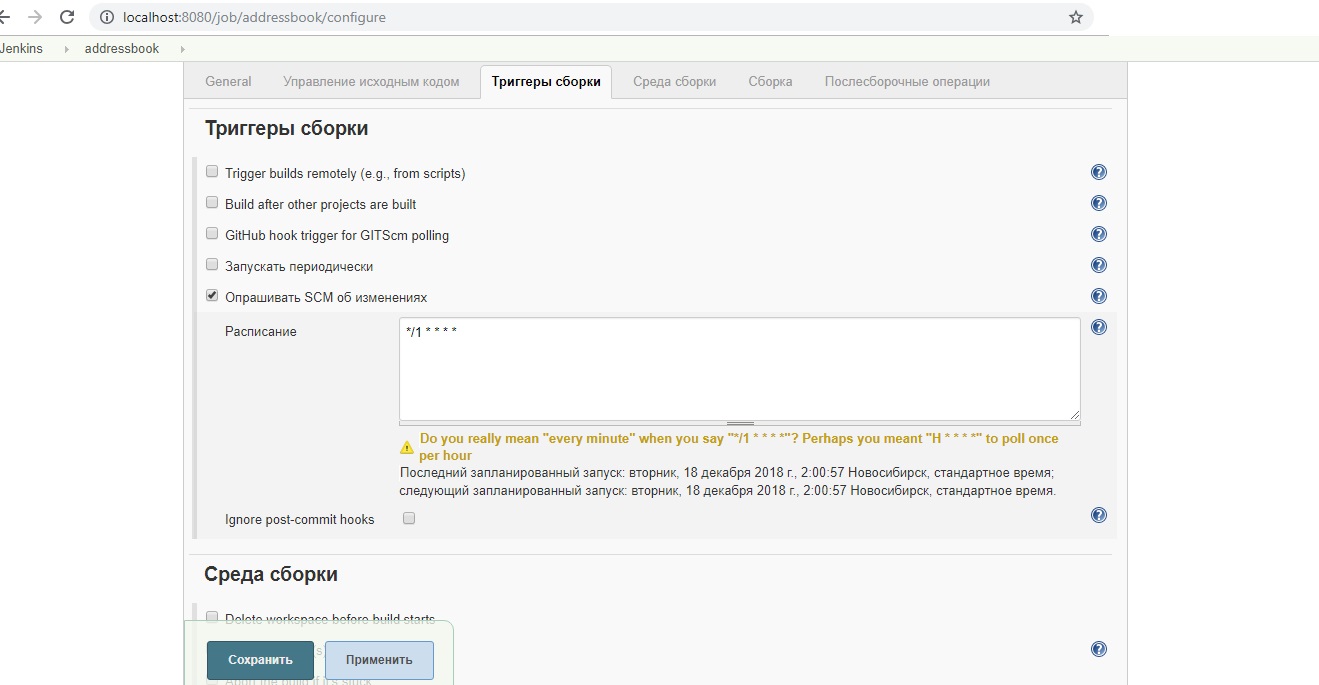 localhost:8080/job/addressbook/configure
Jenkins addressbook
General Управление исходным кодом Триггеры сборки Среда сборки Сборка Послесборочные операции
Триггеры сборки
Trigger builds remotely (e.g., from scripts)
Build after other projects are built
GitHub hook trigger for GITScm polling
Запускать периодически
Опрашивать SCM об изменениях
Расписание */1 * * * *
Do you really mean "every minute" when you say "*/1 * * * *"? Perhaps you meant "H * * * *" to poll once
per hour
Последний запланированный запуск: вторник, 18 декабря 2018 г., 2:00:57 Новосибирск, стандартное время;
следующий запланированный запуск: вторник, 18 декабря 2018 г., 2:00:57 Новосибирск, стандартное время.
Ignore post-commit hooks
Среда сборки
Delete workspace before build starts
Сохранить Применить
Abort the build if it's stuck